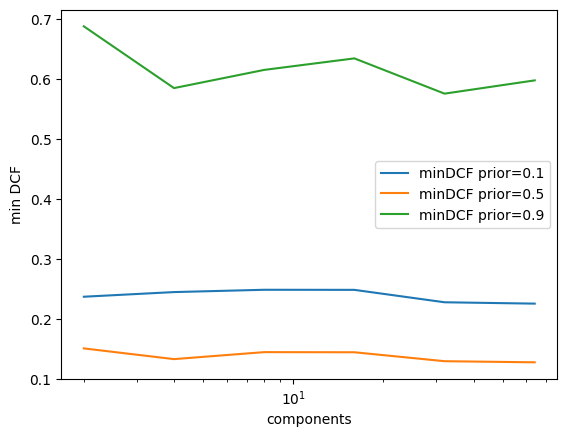 0.7
0.6
0.5
0.4
0.3
0.2
0.1
min DCF
minDCF prior=0.1
minDCF prior=0.5
minDCF prior=0.9
10¹
components